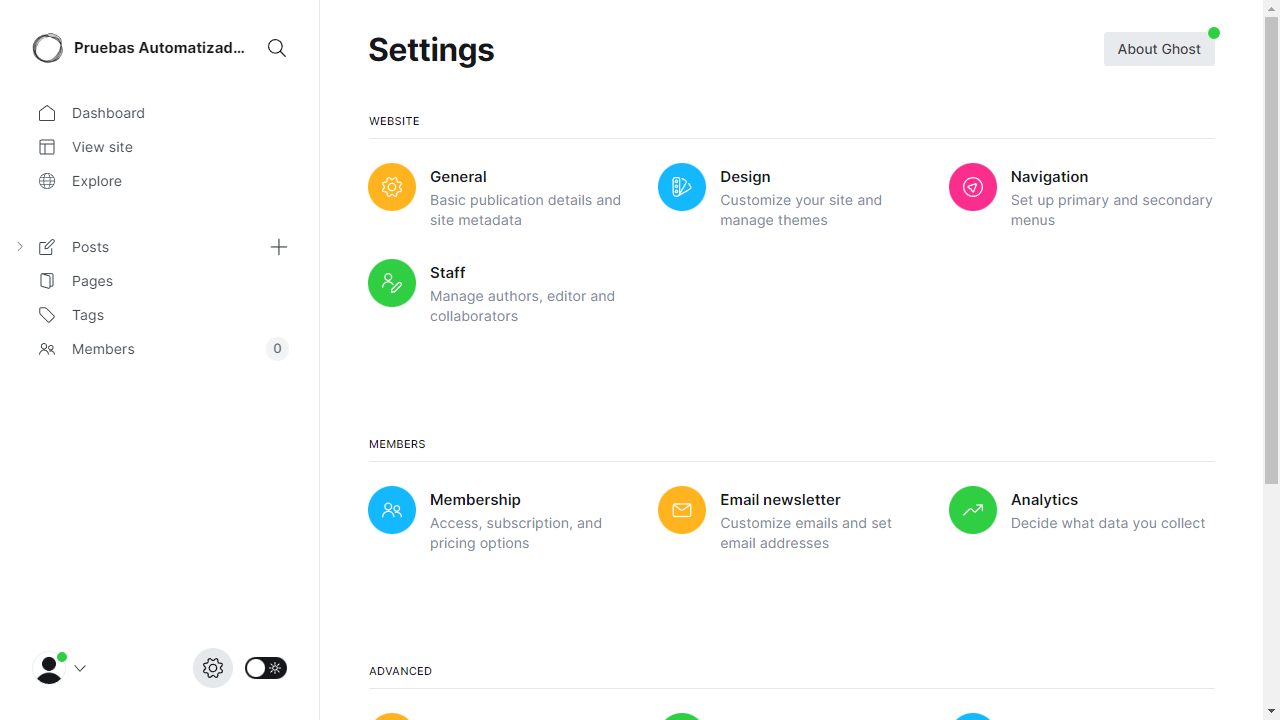 Pruebas Automatizad...
Dashboard
View site
Explore
Posts
Pages
Tags
Members
0
Settings
About Ghost
WEBSITE
General
Basic publication details and
site metadata
Design
Customize your site and
manage themes
Navigation
Set up primary and secondary
menus
Staff
Manage authors, editor and
collaborators
MEMBERS
Membership
Access, subscription, and
pricing options
Email newsletter
Customize emails and set
email addresses
Analytics
Decide what data you collect
ADVANCED